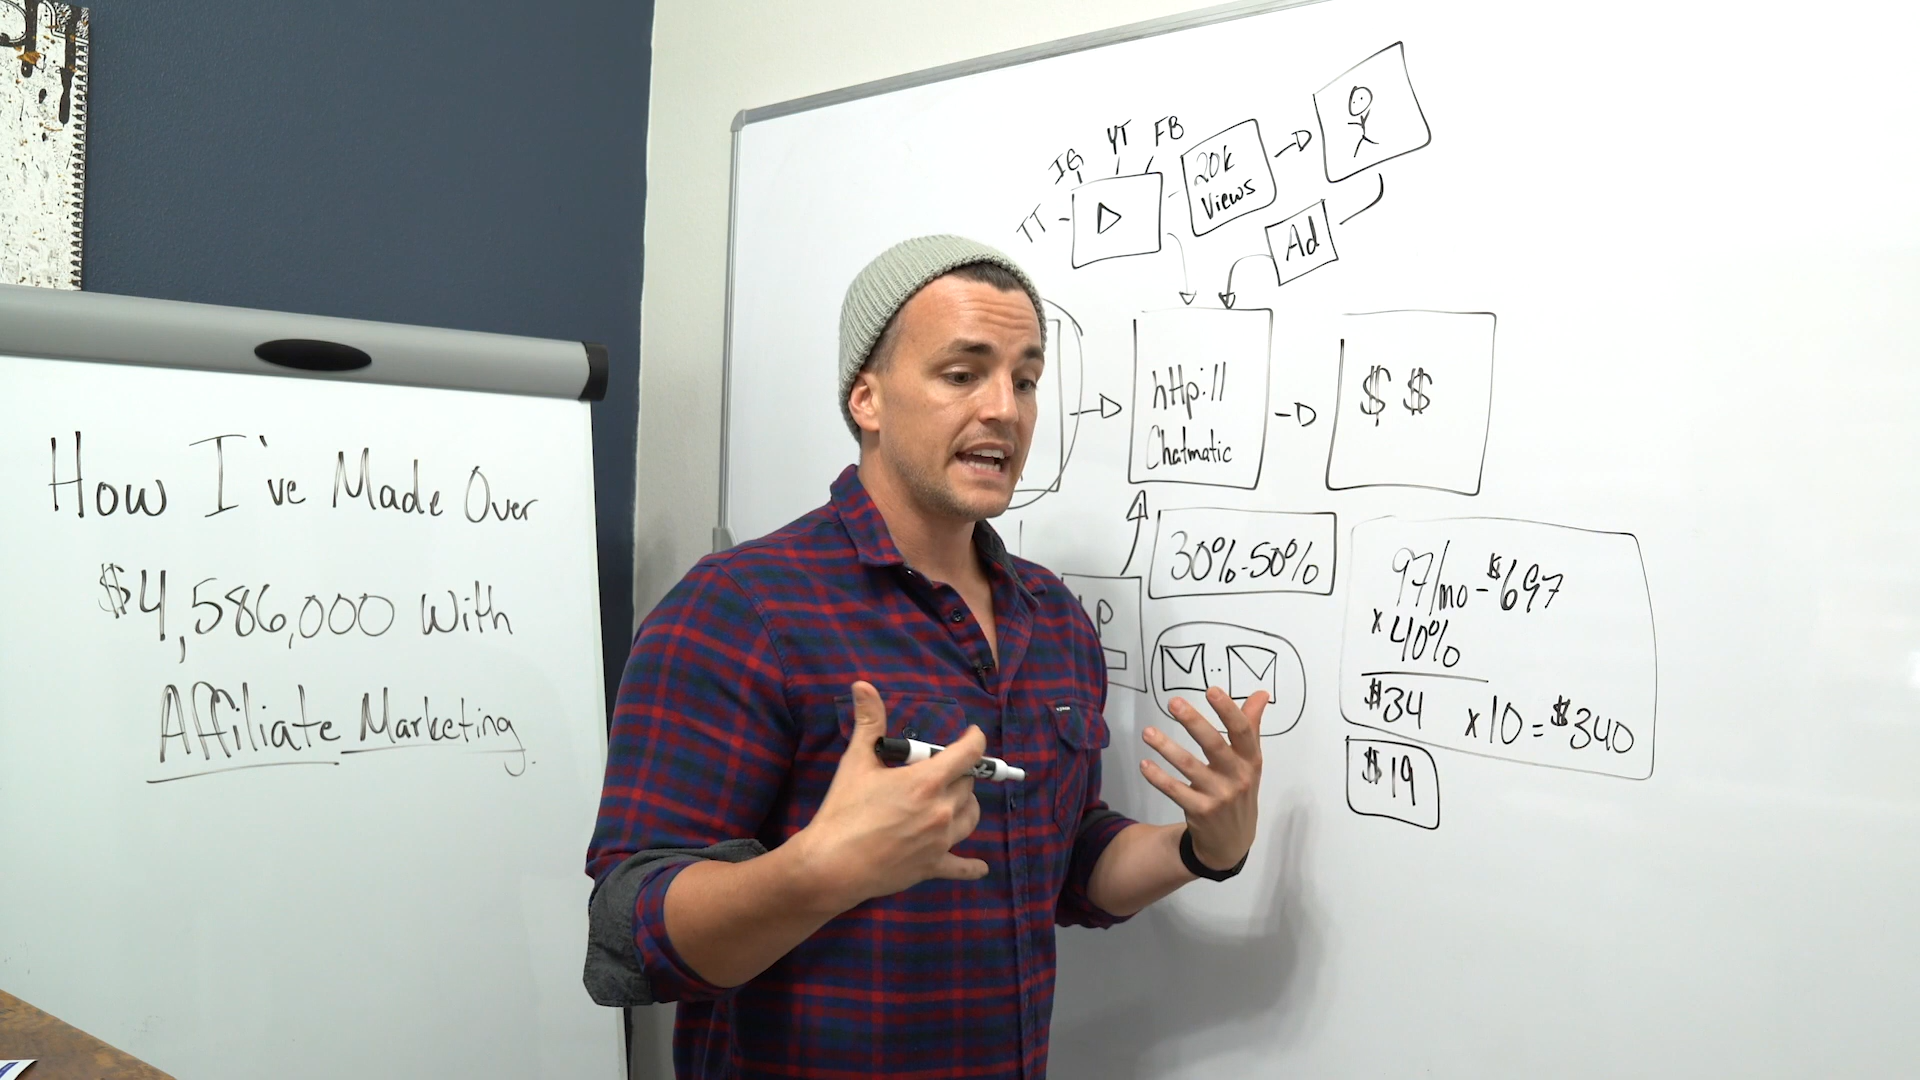 How I've Made Over
$4,586,000 With
Affiliate Marketing.
TT
IG
YT
FB
20k
Views
Ad
http://
Chatmatic
$ $
30%-50%
97/mo - $697
x 40%
$34 x 10 = $340
$19